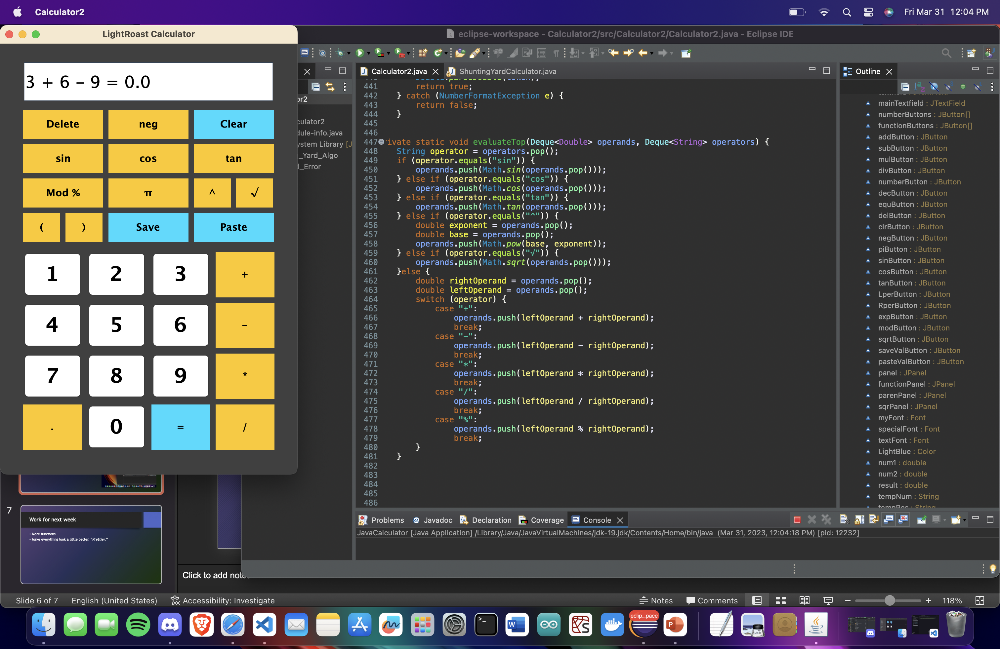 Calculator2
Fri Mar 31 12:04 PM
LightRoast Calculator
3 + 6 − 9 = 0.0
Delete
neg
Clear
sin
cos
tan
Mod %
π
^
√
(
)
Save
Paste
1
2
3
+
4
5
6
-
7
8
9
*
.
0
=
/
eclipse-workspace - Calculator2/src/Calculator2/Calculator2.java - Eclipse IDE
Calculator2.java
ShuntingYardCalculator.java
or2
culator2
dule-info.java
ystem Library [J
_Yard_Algo
d_Error
441 return true;
442 } catch (NumberFormatException e) {
443 return false;
444 }
445
446
447 ivate static void evaluateTop(Deque<Double> operands, Deque<String> operators) {
448 String operator = operators.pop();
449 if (operator.equals("sin")) {
450 operands.push(Math.sin(operands.pop()));
451 } else if (operator.equals("cos")) {
452 operands.push(Math.cos(operands.pop()));
453 } else if (operator.equals("tan")) {
454 operands.push(Math.tan(operands.pop()));
455 } else if (operator.equals("^")) {
456 double exponent = operands.pop();
457 double base = operands.pop();
458 operands.push(Math.pow(base, exponent));
459 } else if (operator.equals("√")) {
460 operands.push(Math.sqrt(operands.pop()));
461 }else {
462 double rightOperand = operands.pop();
463 double leftOperand = operands.pop();
464 switch (operator) {
465 case "+":
466 operands.push(leftOperand + rightOperand);
467 break;
468 case "−":
469 operands.push(leftOperand - rightOperand);
470 break;
471 case "*":
472 operands.push(leftOperand * rightOperand);
473 break;
474 case "/":
475 operands.push(leftOperand / rightOperand);
476 break;
477 case "%":
478 operands.push(leftOperand % rightOperand);
479 break;
480 }
481 }
482
483
484
485
486
Outline
mainTextfield : JTextField
numberButtons : JButton[]
functionButtons : JButton[]
addButton : JButton
subButton : JButton
mulButton : JButton
divButton : JButton
numberButton : JButton
decButton : JButton
equButton : JButton
delButton : JButton
clrButton : JButton
negButton : JButton
piButton : JButton
sinButton : JButton
cosButton : JButton
tanButton : JButton
LperButton : JButton
RperButton : JButton
expButton : JButton
modButton : JButton
sqrtButton : JButton
saveValButton : JButton
pasteValButton : JButton
panel : JPanel
functionPanel : JPanel
parenPanel : JPanel
sqrPanel : JPanel
myFont : Font
specialFont : Font
textFont : Font
LightBlue : Color
num1 : double
num2 : double
result : double
tempNum : String
Problems
Javadoc
Declaration
Coverage
Console
JavaCalculator [Java Application] /Library/Java/JavaVirtualMachines/jdk-19.jdk/Contents/Home/bin/java (Mar 31, 2023, 12:04:18 PM) [pid: 12232]
7
Work for next week
• More functions
• Make everything look a little better. "Prettier."
Click to add note
Slide 6 of 7
English (United States)
Accessibility: Investigate
Notes
Comments
118%
eclip...pace